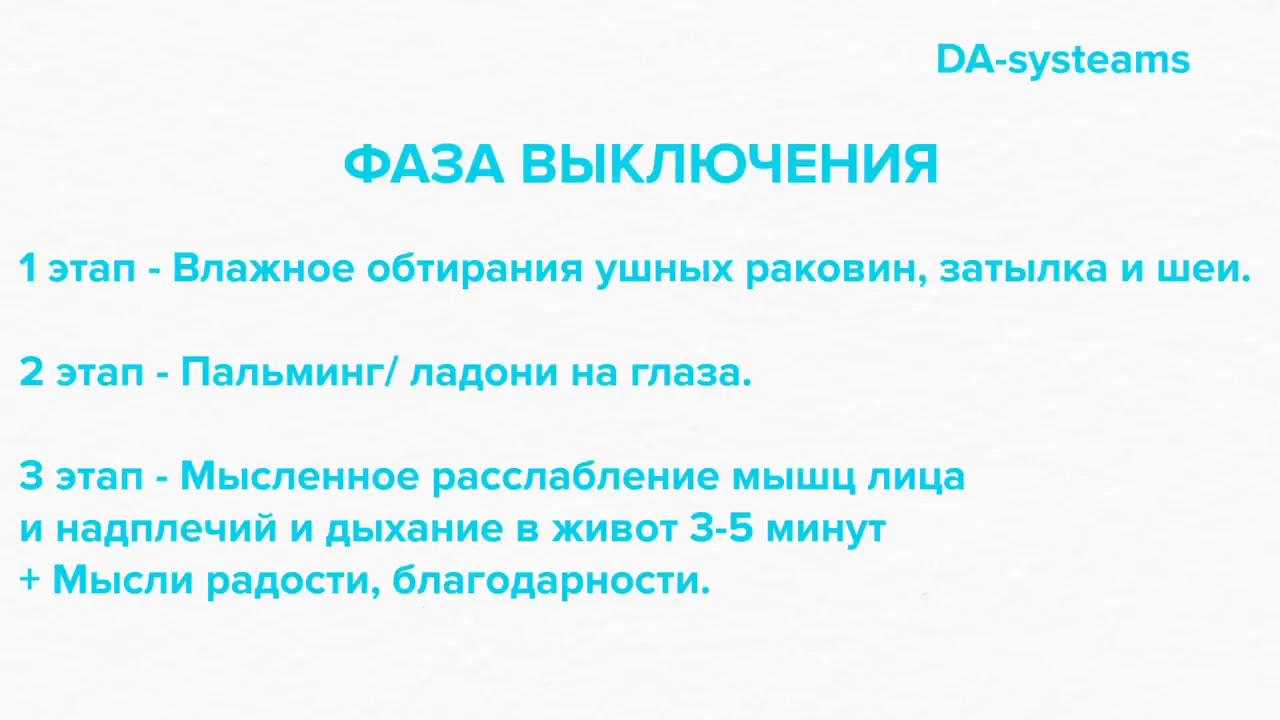 DA-systeams
ФАЗА ВЫКЛЮЧЕНИЯ
1 этап - Влажное обтирания ушных раковин, затылка и шеи.
2 этап - Пальминг/ ладони на глаза.
3 этап - Мысленное расслабление мышц лица
и надплечий и дыхание в живот 3-5 минут
+ Мысли радости, благодарности.